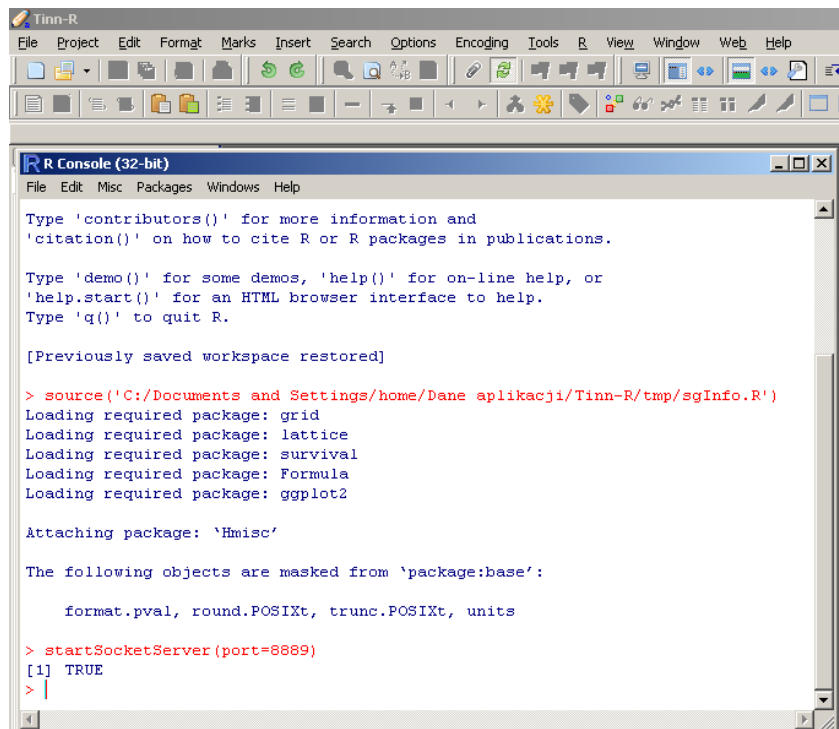 Tinn-R
File Project Edit Format Marks Insert Search Options Encoding Tools R View Window Web Help
R Console (32-bit)
File Edit Misc Packages Windows Help
Type 'contributors()' for more information and
'citation()' on how to cite R or R packages in publications.
Type 'demo()' for some demos, 'help()' for on-line help, or
'help.start()' for an HTML browser interface to help.
Type 'q()' to quit R.
[Previously saved workspace restored]
> source('C:/Documents and Settings/home/Dane aplikacji/Tinn-R/tmp/sgInfo.R')
Loading required package: grid
Loading required package: lattice
Loading required package: survival
Loading required package: Formula
Loading required package: ggplot2
Attaching package: ‘Hmisc’
The following objects are masked from ‘package:base’:
format.pval, round.POSIXt, trunc.POSIXt, units
> startSocketServer(port=8889)
[1] TRUE
>